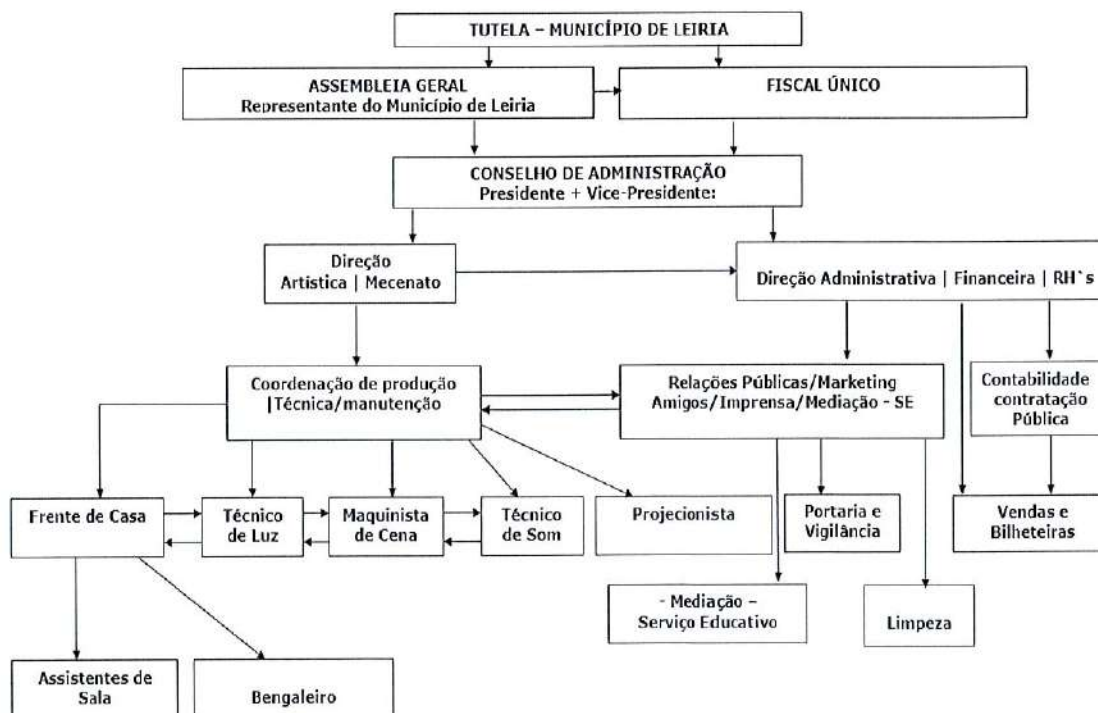 TUTELA – MUNICÍPIO DE LEIRIA
ASSEMBLEIA GERAL
Representante do Município de Leiria
FISCAL ÚNICO
CONSELHO DE ADMINISTRAÇÃO
Presidente + Vice-Presidente:
Direção
Artística | Mecenato
Direção Administrativa | Financeira | RH`s
Coordenação de produção
|Técnica/manutenção
Relações Públicas/Marketing
Amigos/Imprensa/Mediação - SE
Contabilidade
contratação
Pública
Frente de Casa
Técnico
de Luz
Maquinista
de Cena
Técnico
de Som
Projecionista
Portaria e
Vigilância
Vendas e
Bilheteiras
- Mediação –
Serviço Educativo
Limpeza
Assistentes de
Sala
Bengaleiro